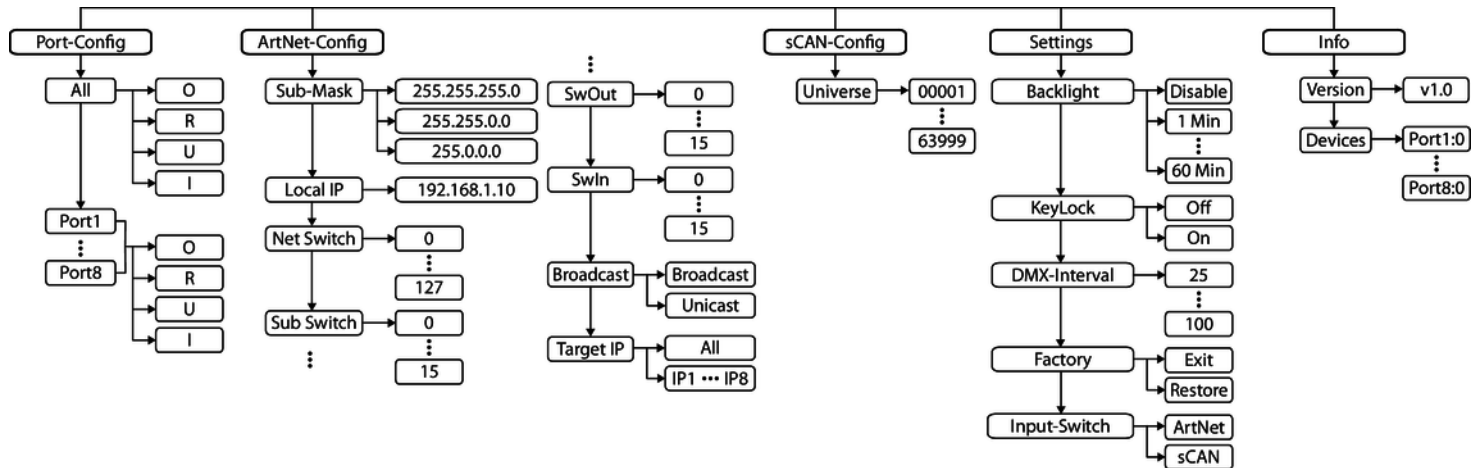 Port-Config
All
O
R
U
I
Port1
Port8
O
R
U
I
ArtNet-Config
Sub-Mask
255.255.255.0
255.255.0.0
255.0.0.0
Local IP
192.168.1.10
Net Switch
0
127
Sub Switch
0
15
SwOut
0
15
SwIn
0
15
Broadcast
Broadcast
Unicast
Target IP
All
IP1 ••• IP8
sCAN-Config
Universe
00001
63999
Settings
Backlight
Disable
1 Min
60 Min
KeyLock
Off
On
DMX-Interval
25
100
Factory
Exit
Restore
Input-Switch
ArtNet
sCAN
Info
Version
v1.0
Devices
Port1:0
Port8:0